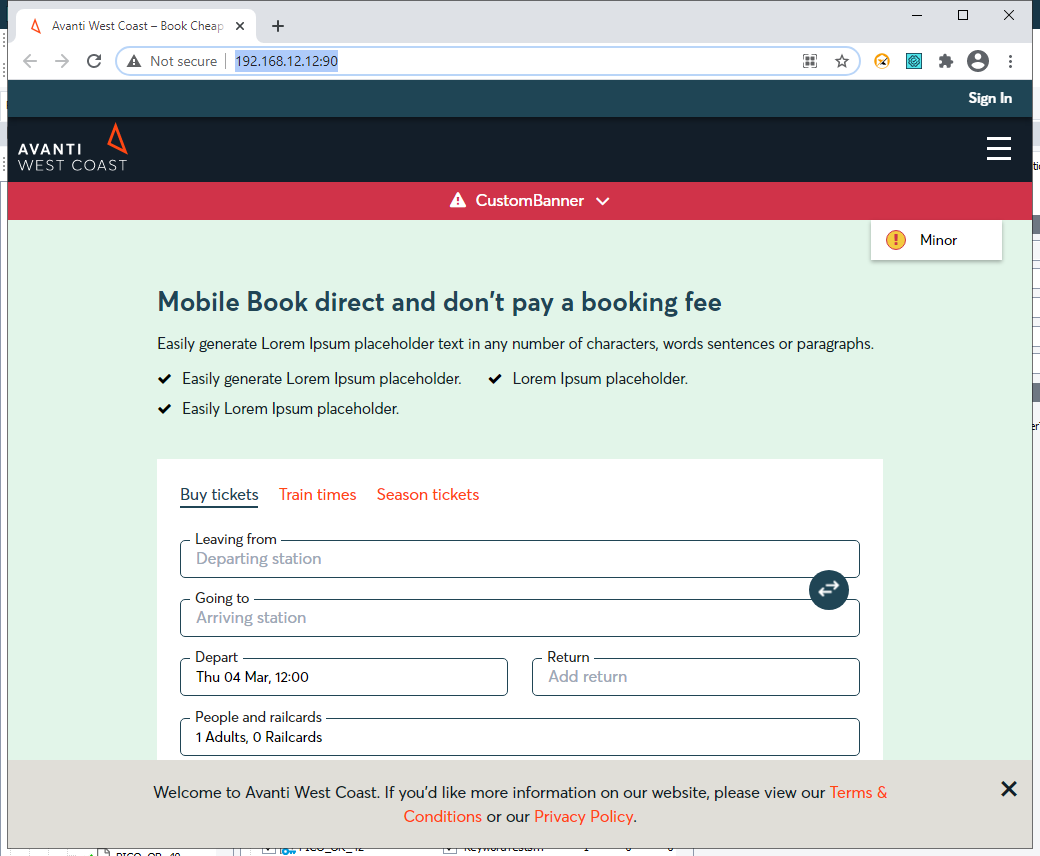 Avanti West Coast – Book Cheap
Not secure
192.168.12.12:90
Sign In
AVANTI
WEST COAST
CustomBanner
Minor
Mobile Book direct and don't pay a booking fee
Easily generate Lorem Ipsum placeholder text in any number of characters, words sentences or paragraphs.
Easily generate Lorem Ipsum placeholder. Lorem Ipsum placeholder.
Easily Lorem Ipsum placeholder.
Buy tickets Train times Season tickets
Leaving from
Departing station
Going to
Arriving station
Depart Return
Thu 04 Mar, 12:00 Add return
People and railcards
1 Adults, 0 Railcards
Welcome to Avanti West Coast. If you'd like more information on our website, please view our Terms &
Conditions or our Privacy Policy.